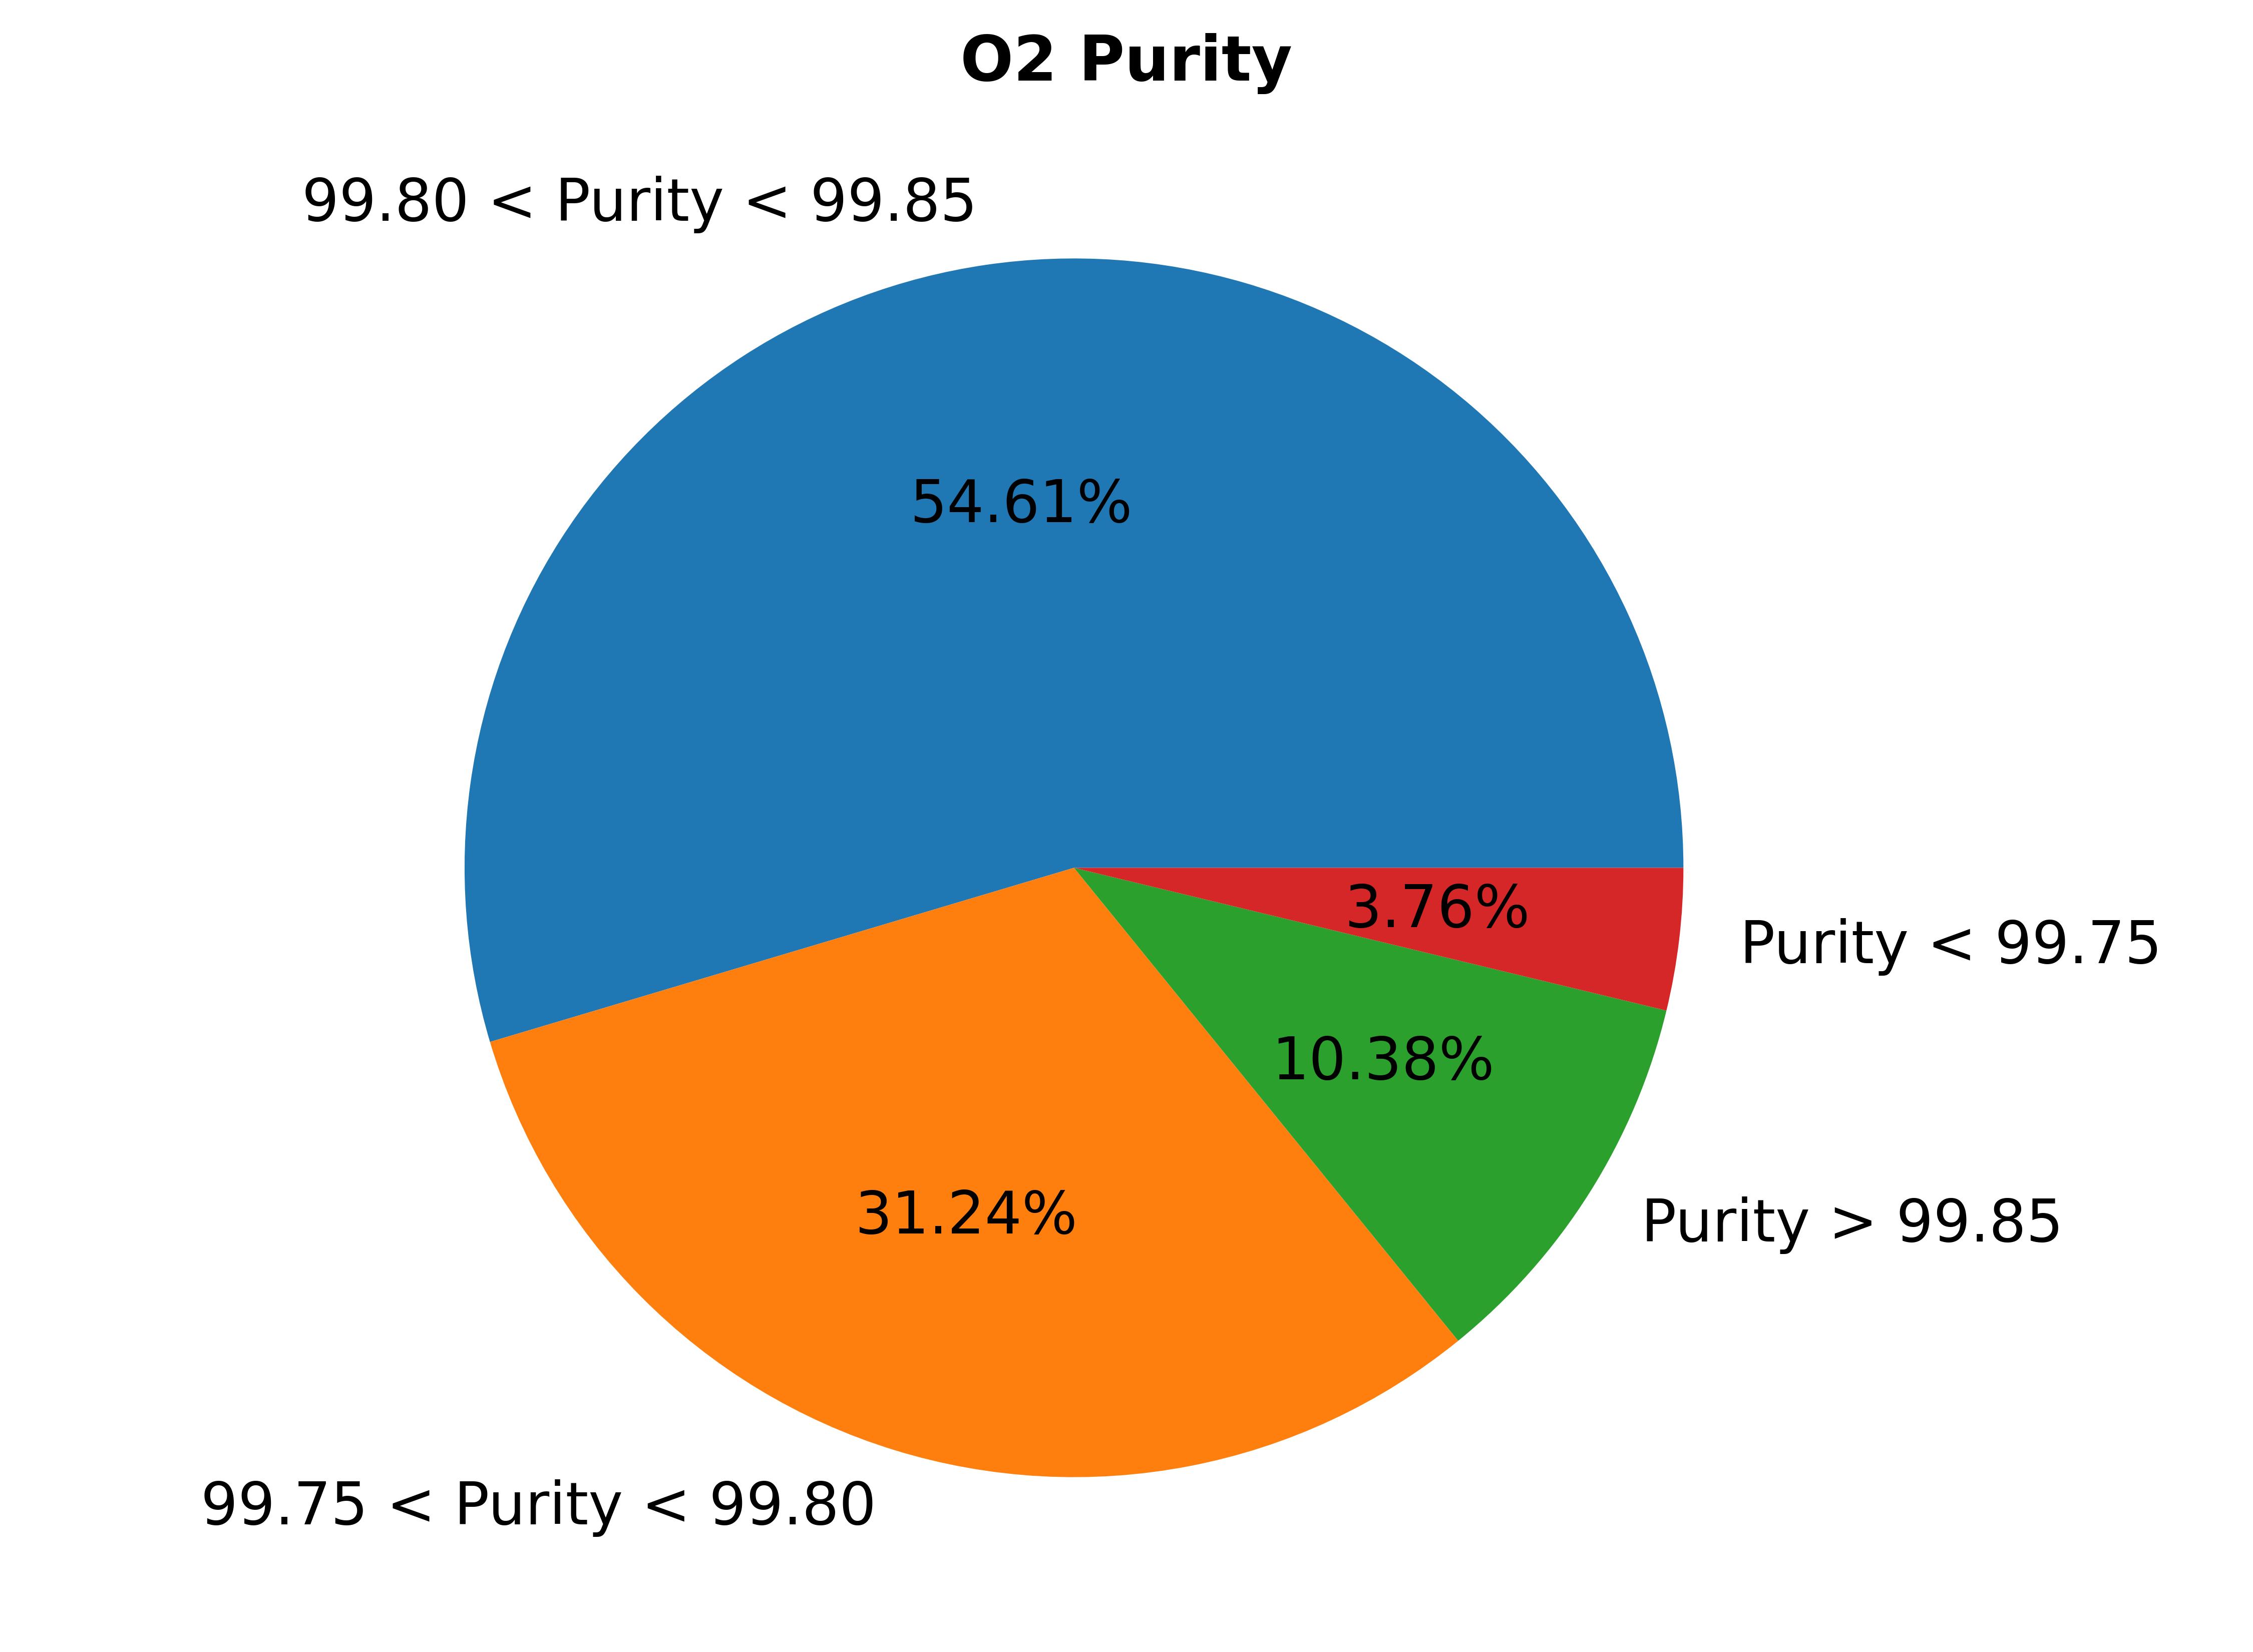 O2 Purity
99.80 < Purity < 99.85
54.61%
3.76%
Purity < 99.75
10.38%
Purity > 99.85
31.24%
99.75 < Purity < 99.80